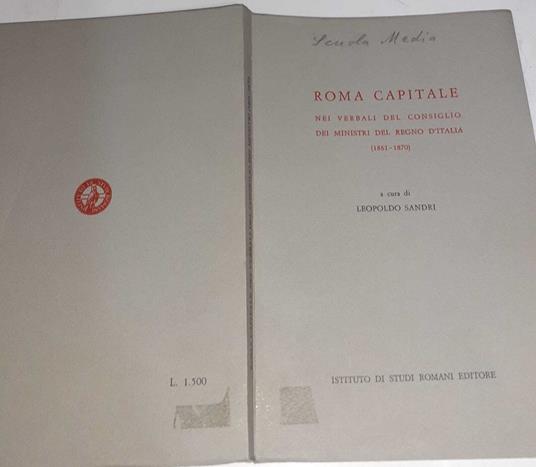 Scuola Media
ROMA CAPITALE
NEI VERBALI DEL CONSIGLIO
DEI MINISTRI DEL REGNO D'ITALIA
(1861-1870)
a cura di
LEOPOLDO SANDRI
ISTITUTO DI STUDI ROMANI EDITORE
L. 1.500